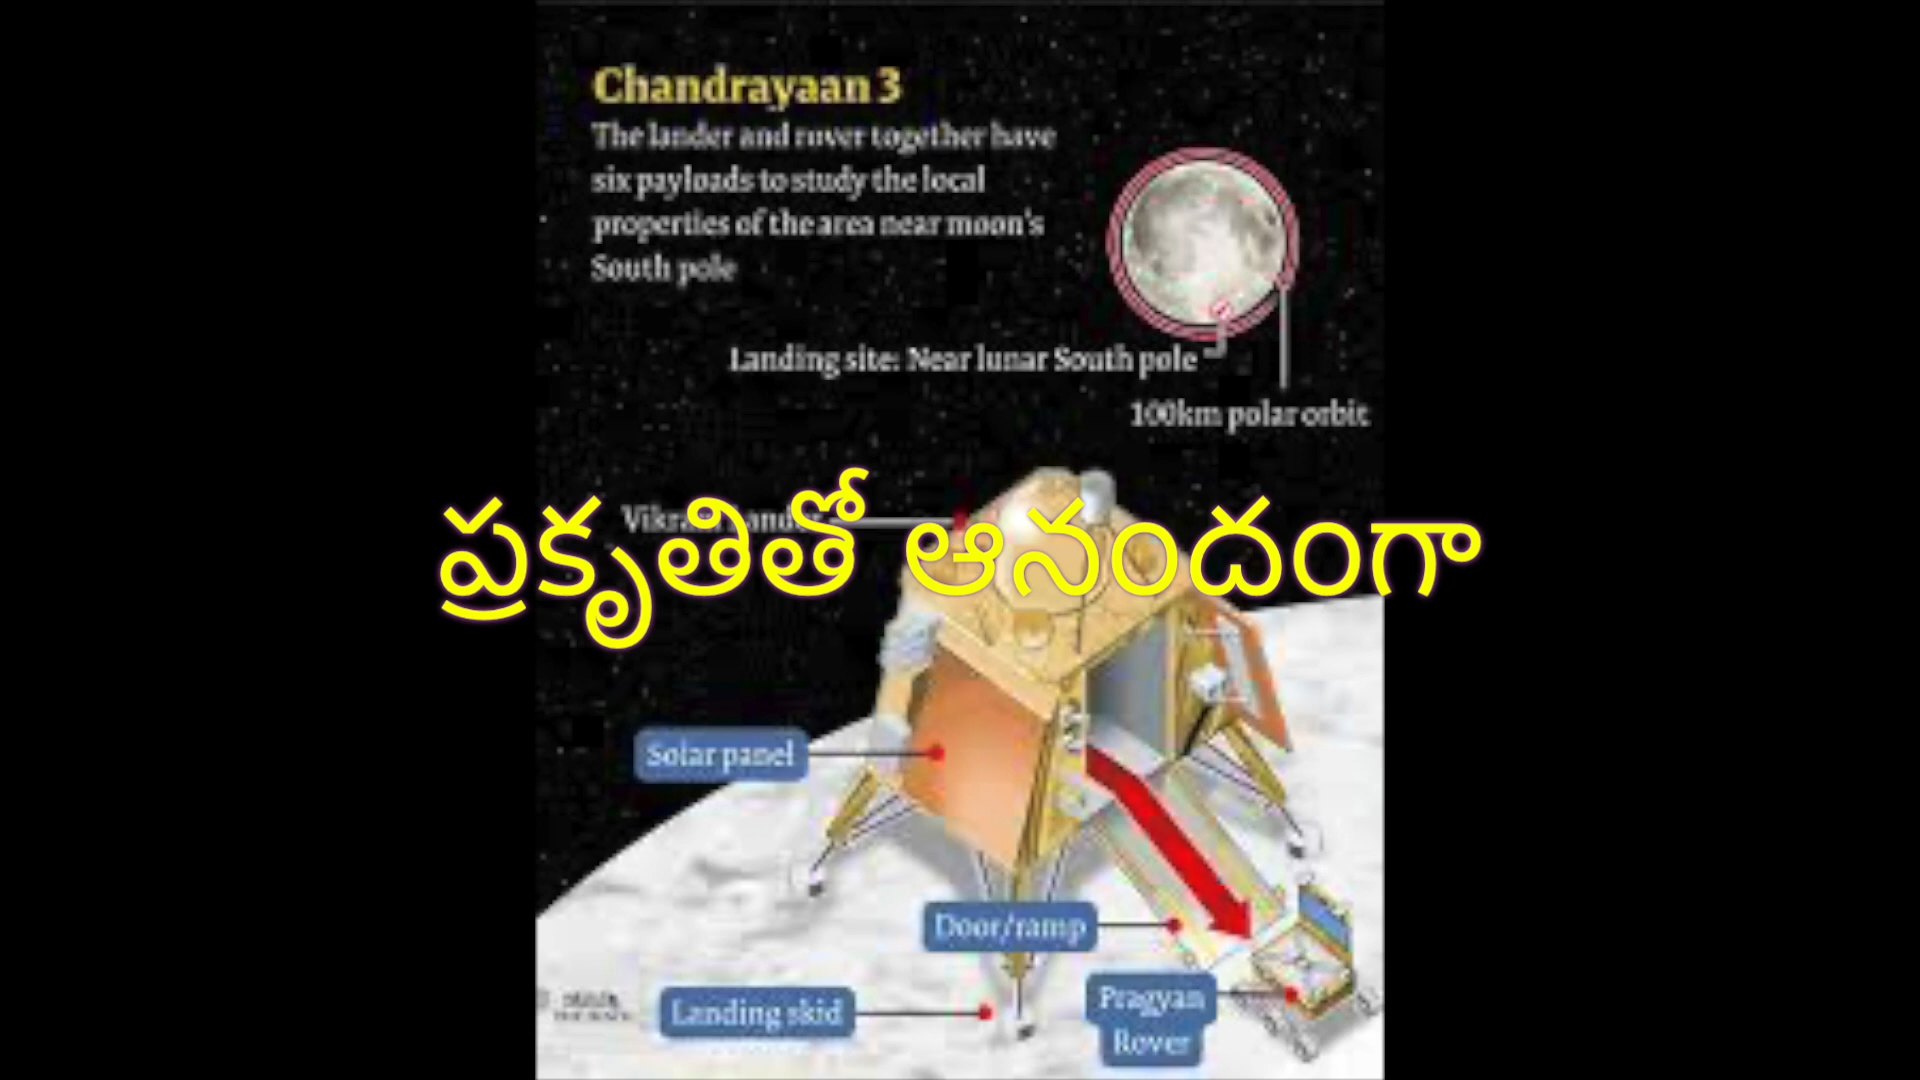 Chandrayaan 3
The lander and rover together have
six payloads to study the local
properties of the area near moon's
South pole
Landing site: Near lunar South pole
100km polar orbit
Vikram Lander
ప్రకృతితో ఆనందంగా
Solar panel
Door/ramp
Landing skid
Pragyan
Rover